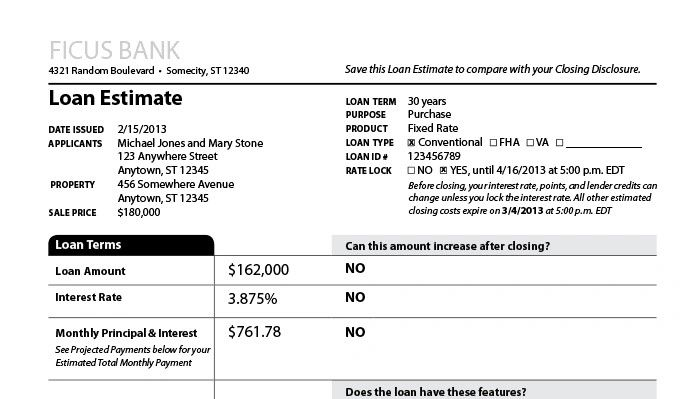 FICUS BANK
4321 Random Boulevard • Somecity, ST 12340
Save this Loan Estimate to compare with your Closing Disclosure.
Loan Estimate
DATE ISSUED 2/15/2013
APPLICANTS Michael Jones and Mary Stone
123 Anywhere Street
Anytown, ST 12345
PROPERTY 456 Somewhere Avenue
Anytown, ST 12345
SALE PRICE $180,000
LOAN TERM 30 years
PURPOSE Purchase
PRODUCT Fixed Rate
LOAN TYPE ☒ Conventional ☐ FHA ☐ VA ☐ ______________
LOAN ID # 123456789
RATE LOCK ☐ NO ☒ YES, until 4/16/2013 at 5:00 p.m. EDT
Before closing, your interest rate, points, and lender credits can
change unless you lock the interest rate. All other estimated
closing costs expire on 3/4/2013 at 5:00 p.m. EDT
Loan Terms Can this amount increase after closing?
Loan Amount $162,000 NO
Interest Rate 3.875% NO
Monthly Principal & Interest $761.78 NO
See Projected Payments below for your
Estimated Total Monthly Payment
Does the loan have these features?